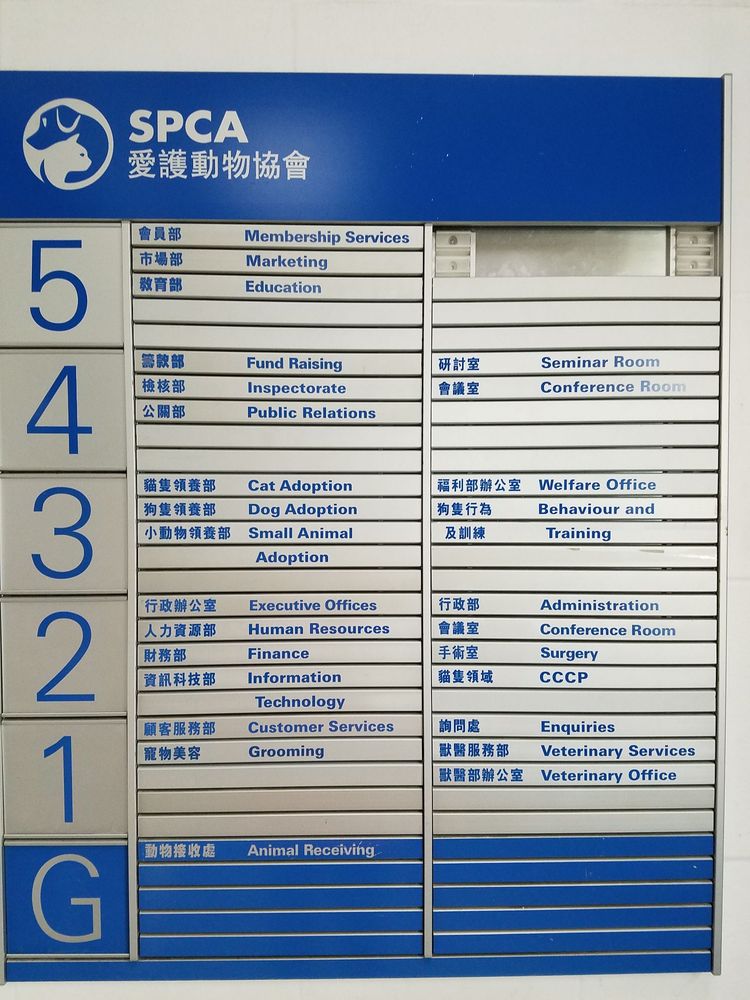 SPCA
愛護動物協會
5
會員部 Membership Services
市場部 Marketing
教育部 Education
4
籌款部 Fund Raising 研討室 Seminar Room
檢核部 Inspectorate 會議室 Conference Room
公關部 Public Relations
3
貓隻領養部 Cat Adoption 福利部辦公室 Welfare Office
狗隻領養部 Dog Adoption 狗隻行為 Behaviour and
小動物領養部 Small Animal 及訓練 Training
Adoption
2
行政辦公室 Executive Offices 行政部 Administration
人力資源部 Human Resources 會議室 Conference Room
財務部 Finance 手術室 Surgery
資訊科技部 Information 貓隻領域 CCCP
Technology
1
顧客服務部 Customer Services 詢問處 Enquiries
寵物美容 Grooming 獸醫服務部 Veterinary Services
獸醫部辦公室 Veterinary Office
G
動物接收處 Animal Receiving